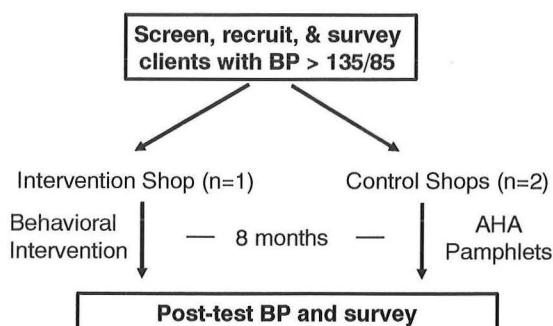 Screen, recruit, & survey
clients with BP > 135/85
Intervention Shop (n=1)
Control Shops (n=2)
Behavioral
Intervention
— 8 months —
AHA
Pamphlets
Post-test BP and survey